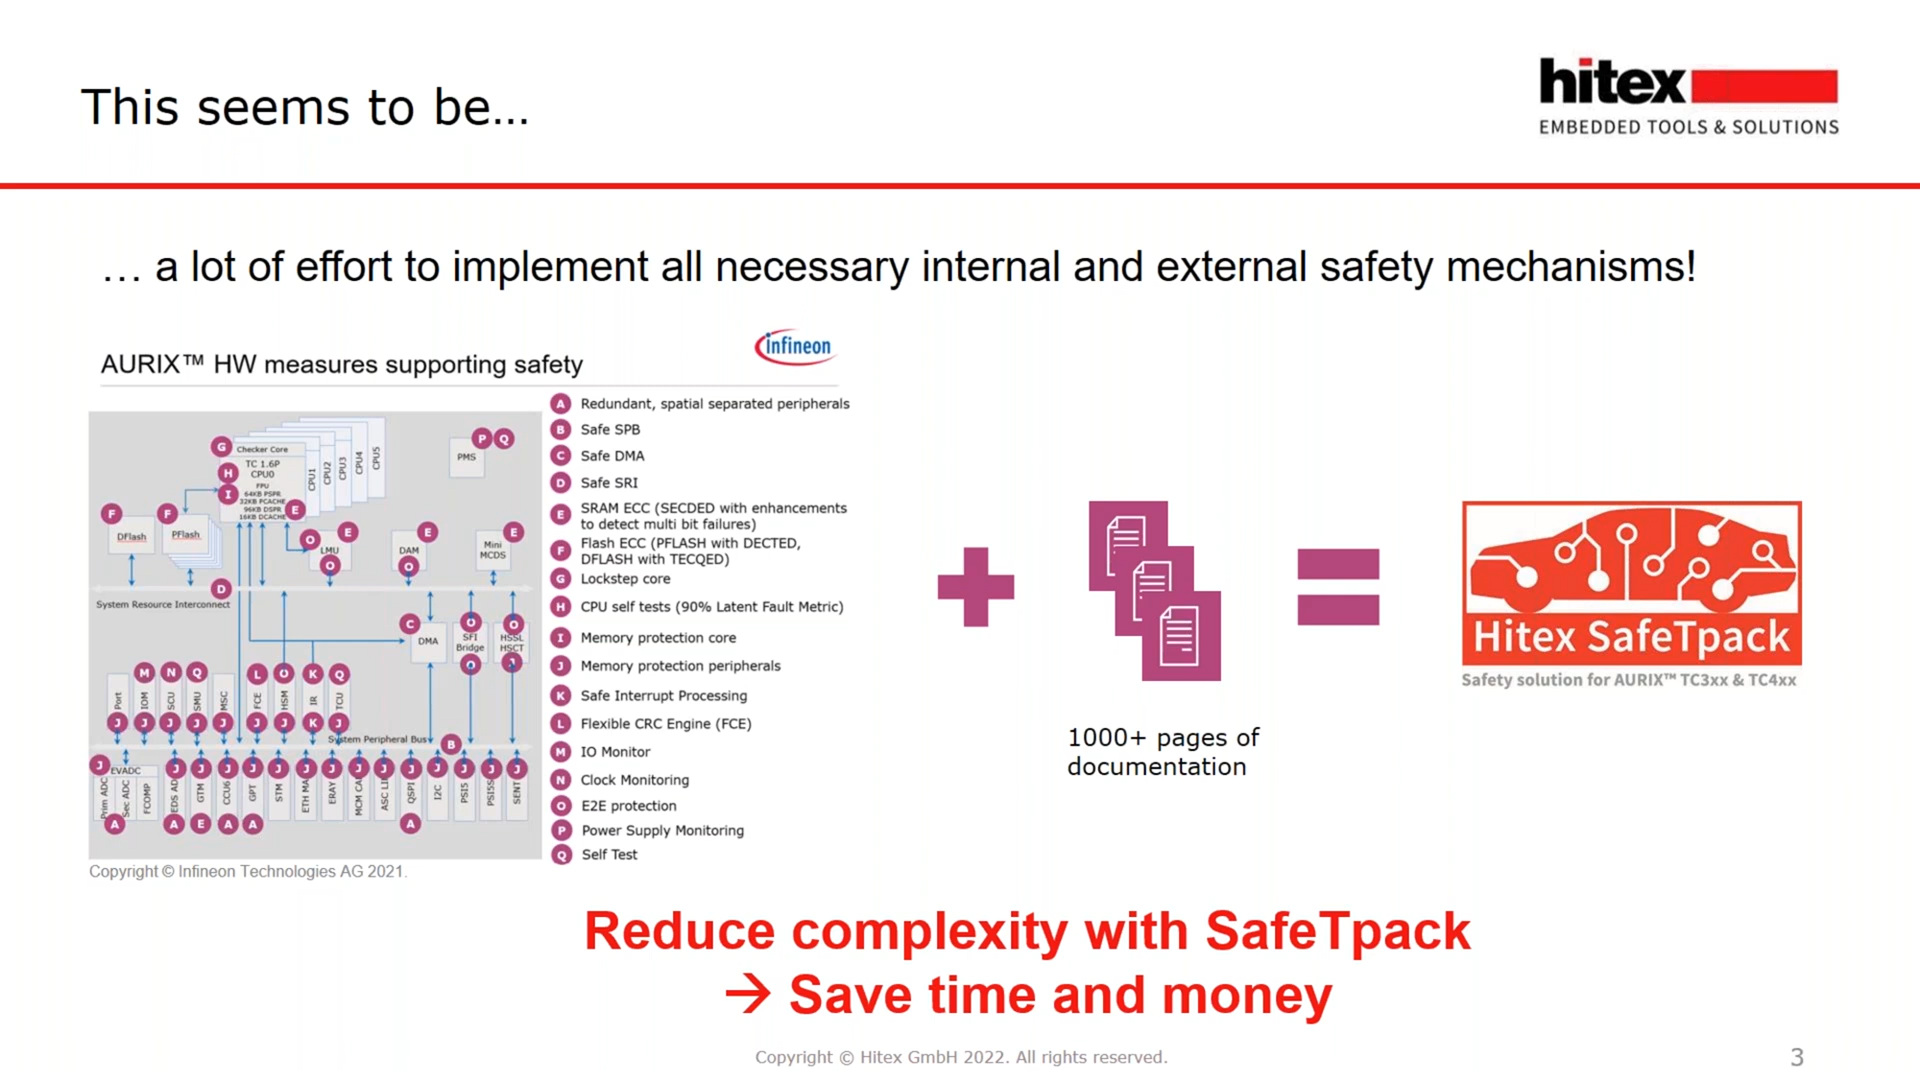 This seems to be...
hitex
EMBEDDED TOOLS & SOLUTIONS
... a lot of effort to implement all necessary internal and external safety mechanisms!
AURIX™ HW measures supporting safety
infineon
G
Checker Core
H
TC 1.6P
CPU0
FPU
I
64KB PSPR
32KB PCACHE
96KB DSPR
16KB DCACHE
E
CPU1
CPU2
CPU3
CPU4
CPU5
P Q
PMS
F
DFlash
F
PFlash
O
E
LMU
O
E
DAM
O
E
Mini
MCDS
D
System Resource Interconnect
C
DMA
O
SFI
Bridge
O
O
HSSL
HSCT
J
M N Q L O K Q
Port
IOM
SCU
SMU
MSC
FCE
HSM
IR
TCU
J J J J J J J K J
System Peripheral Bus
B
J
EVADC
J J J J J J J J J J J J J J
Prim ADC
Sec ADC
FCOMP
EDS AD
GTM
CCU6
GPT
STM
ETH MA
ERAY
MCM CA
ASC LI
QSPI
I2C
PSI5
PSI5S
SENT
A A E A A A
A Redundant, spatial separated peripherals
B Safe SPB
C Safe DMA
D Safe SRI
E SRAM ECC (SECDED with enhancements
to detect multi bit failures)
F Flash ECC (PFLASH with DECTED,
DFLASH with TECQED)
G Lockstep core
H CPU self tests (90% Latent Fault Metric)
I Memory protection core
J Memory protection peripherals
K Safe Interrupt Processing
L Flexible CRC Engine (FCE)
M IO Monitor
N Clock Monitoring
O E2E protection
P Power Supply Monitoring
Q Self Test
Copyright © Infineon Technologies AG 2021.
1000+ pages of
documentation
Hitex SafeTpack
Safety solution for AURIX™ TC3xx & TC4xx
Reduce complexity with SafeTpack
→ Save time and money
Copyright © Hitex GmbH 2022. All rights reserved.
3